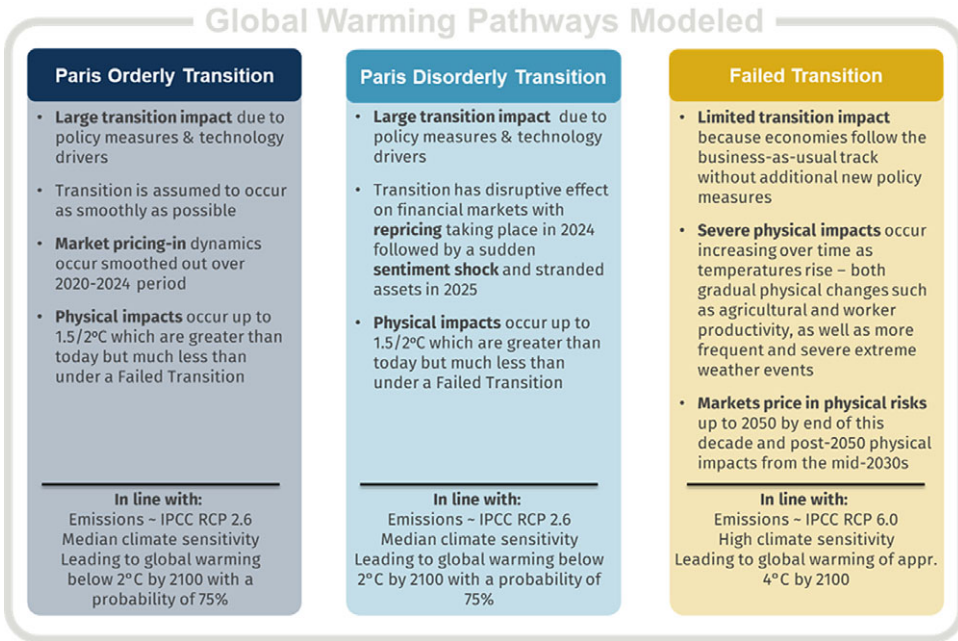 Global Warming Pathways Modeled
Paris Orderly Transition
• Large transition impact due to
policy measures & technology
drivers
• Transition is assumed to occur
as smoothly as possible
• Market pricing-in dynamics
occur smoothed out over
2020-2024 period
• Physical impacts occur up to
1.5/2ºC which are greater than
today but much less than
under a Failed Transition
In line with:
Emissions ~ IPCC RCP 2.6
Median climate sensitivity
Leading to global warming
below 2°C by 2100 with a
probability of 75%
Paris Disorderly Transition
• Large transition impact due to
policy measures & technology
drivers
• Transition has disruptive effect
on financial markets with
repricing taking place in 2024
followed by a sudden
sentiment shock and stranded
assets in 2025
• Physical impacts occur up to
1.5/2ºC which are greater than
today but much less than
under a Failed Transition
In line with:
Emissions ~ IPCC RCP 2.6
Median climate sensitivity
Leading to global warming below
2°C by 2100 with a probability of
75%
Failed Transition
• Limited transition impact
because economies follow the
business-as-usual track
without additional new policy
measures
• Severe physical impacts occur
increasing over time as
temperatures rise – both
gradual physical changes such
as agricultural and worker
productivity, as well as more
frequent and severe extreme
weather events
• Markets price in physical risks
up to 2050 by end of this
decade and post-2050 physical
impacts from the mid-2030s
In line with:
Emissions ~ IPCC RCP 6.0
High climate sensitivity
Leading to global warming of appr.
4°C by 2100